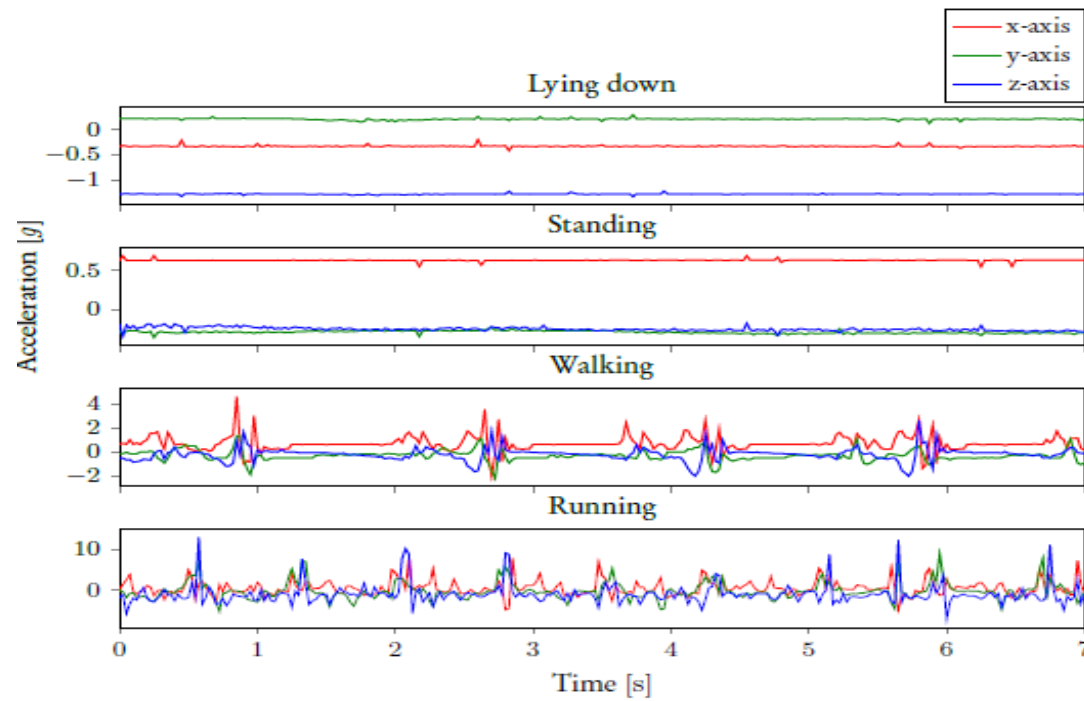 x-axis
y-axis
z-axis
Lying down
0
−0.5
−1
Standing
0.5
0
Acceleration [g]
Walking
4
2
0
−2
Running
10
0
0 1 2 3 4 5 6 7
Time [s]